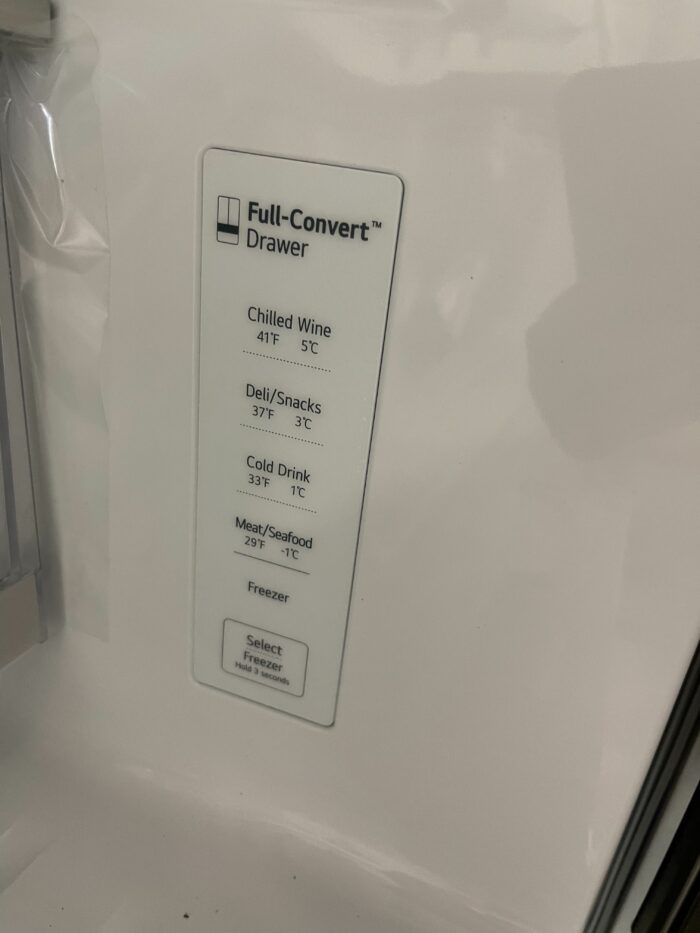 Full-Convert™
Drawer
Chilled Wine
41°F 5°C
Deli/Snacks
37°F 3°C
Cold Drink
33°F 1°C
Meat/Seafood
29°F -1°C
Freezer
Select
Freezer
Hold 3 seconds